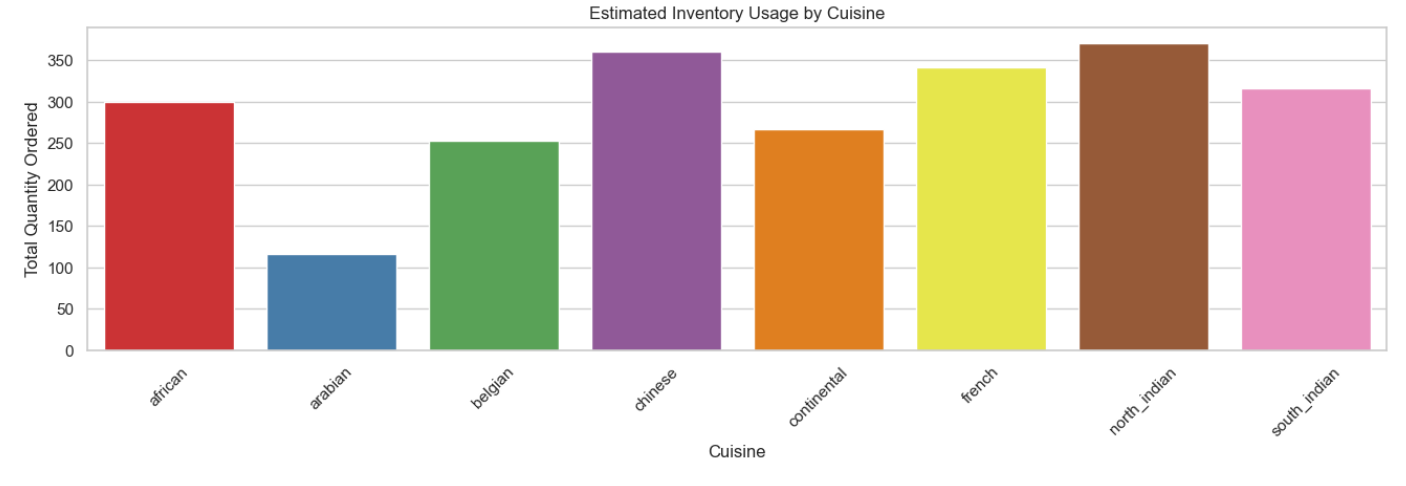 Estimated Inventory Usage by Cuisine
Total Quantity Ordered
350
300
250
200
150
100
50
0
african
arabian
belgian
chinese
continental
french
north_indian
south_indian
Cuisine